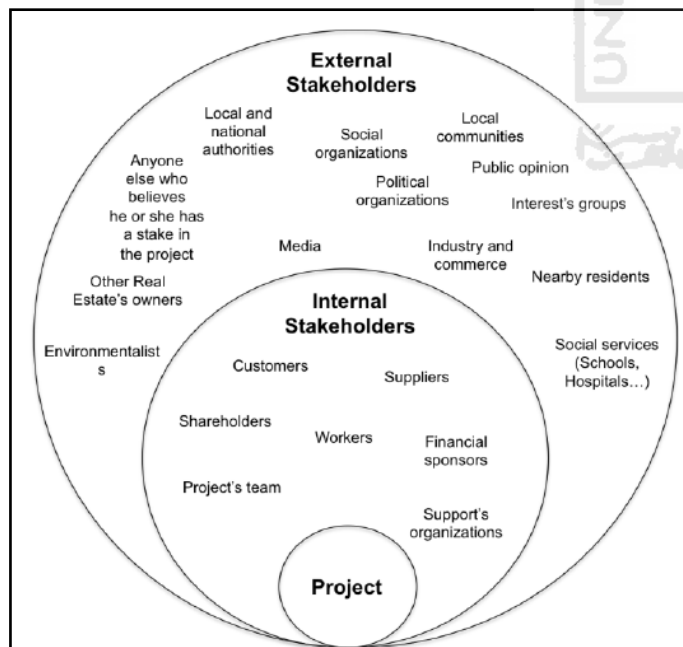 External
Stakeholders
Local and
national
authorities
Social
organizations
Local
communities
Anyone
else who
believes
he or she has
a stake in
the project
Public opinion
Political
organizations
Interest's groups
Media
Industry and
commerce
Nearby residents
Other Real
Estate's owners
Environmentalist
s
Social services
(Schools,
Hospitals...)
Internal
Stakeholders
Customers
Suppliers
Shareholders
Workers
Financial
sponsors
Project's team
Support's
organizations
Project
UNI